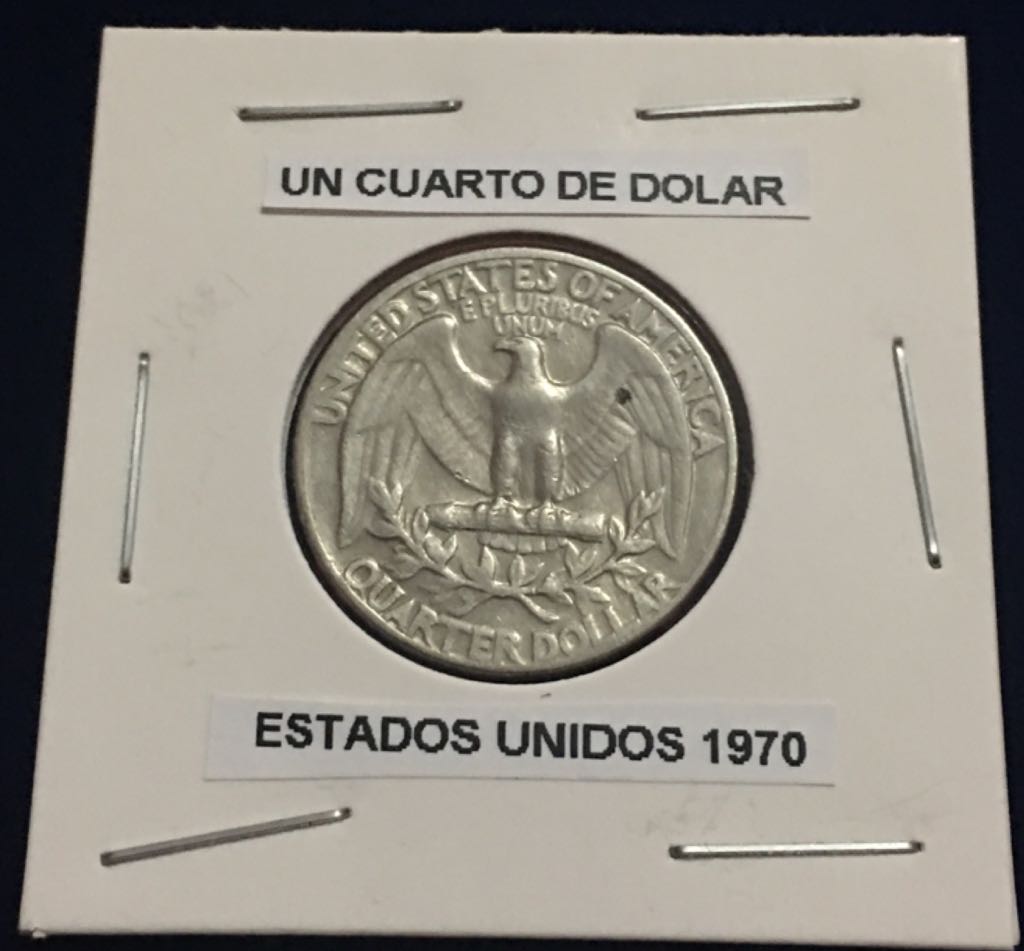 UN CUARTO DE DOLAR
UNITED STATES OF AMERICA
E PLURIBUS
UNUM
QUARTER DOLLAR
ESTADOS UNIDOS 1970